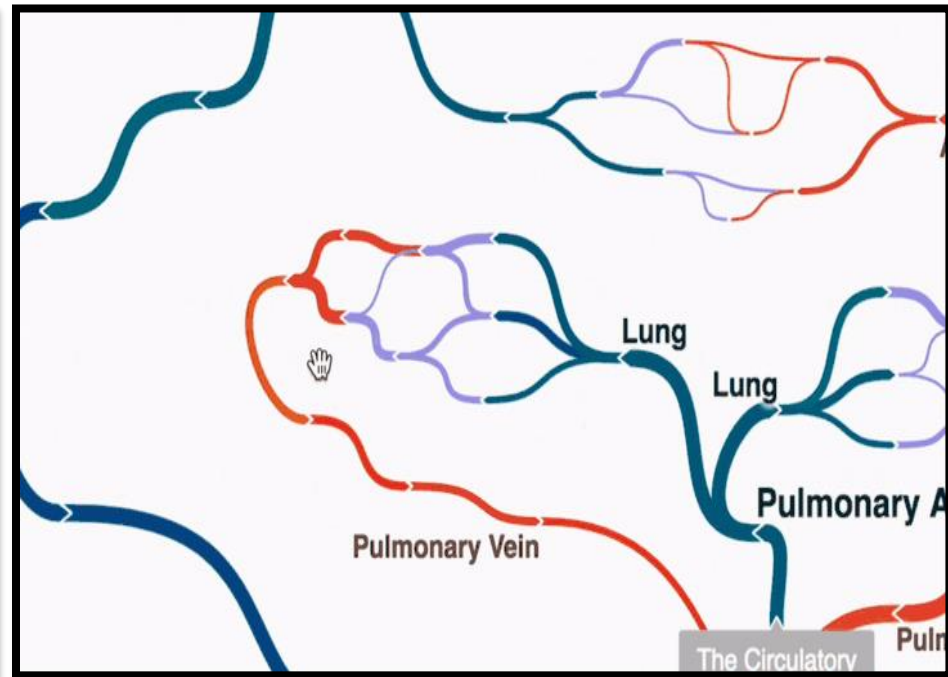 Lung
Lung
Pulmonary A
Pulmonary Vein
Pulm
The Circulatory